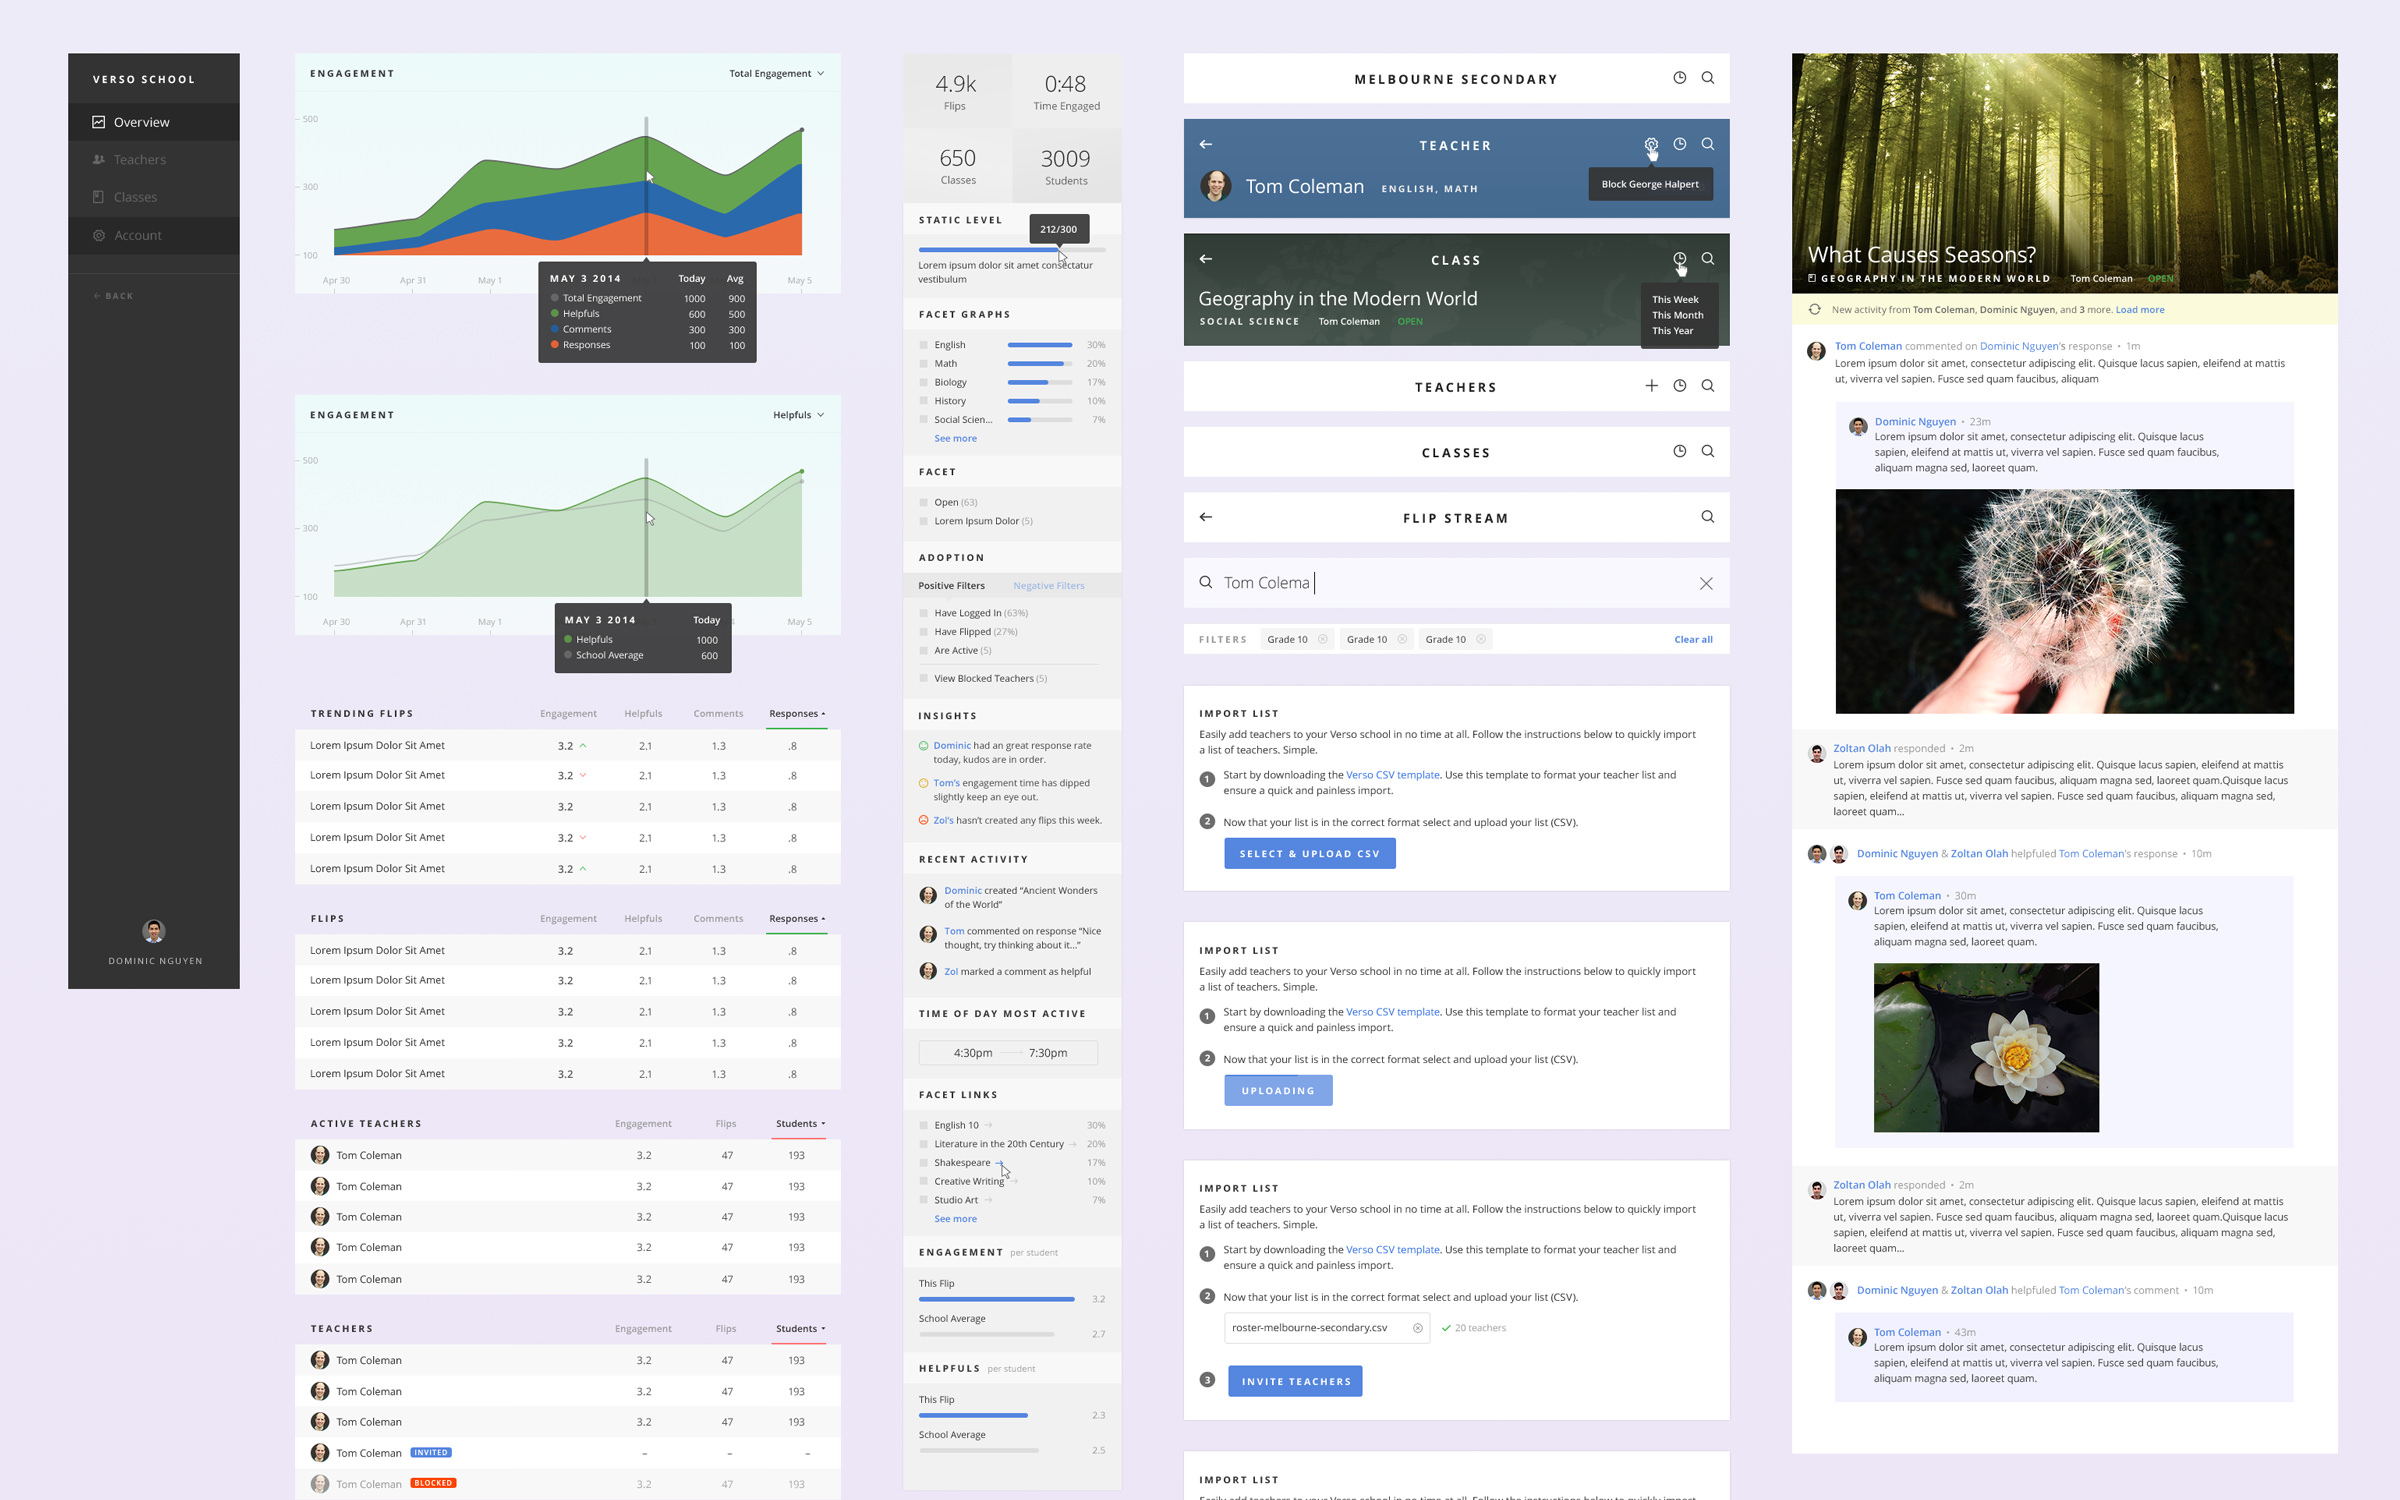 VERSO SCHOOL
Overview
Teachers
Classes
Account
← BACK
DOMINIC NGUYEN
ENGAGEMENT
Total Engagement
500
300
100
Apr 30
Apr 31
May 1
May 5
MAY 3 2014 Today Avg
Total Engagement 1000 900
Helpfuls 600 500
Comments 300 300
Responses 100 100
ENGAGEMENT
Helpfuls
500
300
100
Apr 30
Apr 31
May 1
May 5
MAY 3 2014 Today
Helpfuls 1000
School Average 600
TRENDING FLIPS Engagement Helpfuls Comments Responses
Lorem Ipsum Dolor Sit Amet 3.2 2.1 1.3 .8
Lorem Ipsum Dolor Sit Amet 3.2 2.1 1.3 .8
Lorem Ipsum Dolor Sit Amet 3.2 2.1 1.3 .8
Lorem Ipsum Dolor Sit Amet 3.2 2.1 1.3 .8
Lorem Ipsum Dolor Sit Amet 3.2 2.1 1.3 .8
FLIPS Engagement Helpfuls Comments Responses
Lorem Ipsum Dolor Sit Amet 3.2 2.1 1.3 .8
Lorem Ipsum Dolor Sit Amet 3.2 2.1 1.3 .8
Lorem Ipsum Dolor Sit Amet 3.2 2.1 1.3 .8
Lorem Ipsum Dolor Sit Amet 3.2 2.1 1.3 .8
Lorem Ipsum Dolor Sit Amet 3.2 2.1 1.3 .8
ACTIVE TEACHERS Engagement Flips Students
Tom Coleman 3.2 47 193
Tom Coleman 3.2 47 193
Tom Coleman 3.2 47 193
Tom Coleman 3.2 47 193
Tom Coleman 3.2 47 193
TEACHERS Engagement Flips Students
Tom Coleman 3.2 47 193
Tom Coleman 3.2 47 193
Tom Coleman 3.2 47 193
Tom Coleman INVITED – – –
Tom Coleman BLOCKED 3.2 47 193
4.9k
Flips
0:48
Time Engaged
650
Classes
3009
Students
STATIC LEVEL
212/300
Lorem ipsum dolor sit amet consectatur
vestibulum
FACET GRAPHS
English 30%
Math 20%
Biology 17%
History 10%
Social Scien... 7%
See more
FACET
Open (63)
Lorem Ipsum Dolor (5)
ADOPTION
Positive Filters Negative Filters
Have Logged In (63%)
Have Flipped (27%)
Are Active (5)
View Blocked Teachers (5)
INSIGHTS
Dominic had an great response rate
today, kudos are in order.
Tom's engagement time has dipped
slightly keep an eye out.
Zol's hasn't created any flips this week.
RECENT ACTIVITY
Dominic created “Ancient Wonders
of the World”
Tom commented on response “Nice
thought, try thinking about it...”
Zol marked a comment as helpful
TIME OF DAY MOST ACTIVE
4:30pm 7:30pm
FACET LINKS
English 10 → 30%
Literature in the 20th Century → 20%
Shakespeare → 17%
Creative Writing → 10%
Studio Art → 7%
See more
ENGAGEMENT per student
This Flip
3.2
School Average
2.7
HELPFULS per student
This Flip
2.3
School Average
2.5
MELBOURNE SECONDARY
TEACHER
Tom Coleman ENGLISH, MATH
Block George Halpert
CLASS
Geography in the Modern World
SOCIAL SCIENCE Tom Coleman OPEN
This Week
This Month
This Year
TEACHERS
CLASSES
FLIP STREAM
Tom Colema
FILTERS Grade 10 Grade 10 Grade 10 Clear all
IMPORT LIST
Easily add teachers to your Verso school in no time at all. Follow the instructions below to quickly import
a list of teachers. Simple.
1 Start by downloading the Verso CSV template. Use this template to format your teacher list and
ensure a quick and painless import.
2 Now that your list is in the correct format select and upload your list (CSV).
SELECT & UPLOAD CSV
IMPORT LIST
Easily add teachers to your Verso school in no time at all. Follow the instructions below to quickly import
a list of teachers. Simple.
1 Start by downloading the Verso CSV template. Use this template to format your teacher list and
ensure a quick and painless import.
2 Now that your list is in the correct format select and upload your list (CSV).
UPLOADING
IMPORT LIST
Easily add teachers to your Verso school in no time at all. Follow the instructions below to quickly import
a list of teachers. Simple.
1 Start by downloading the Verso CSV template. Use this template to format your teacher list and
ensure a quick and painless import.
2 Now that your list is in the correct format select and upload your list (CSV).
roster-melbourne-secondary.csv 20 teachers
3 INVITE TEACHERS
IMPORT LIST
Easily add teachers to your Verso school in no time at all. Follow the instructions below to quickly import
What Causes Seasons?
GEOGRAPHY IN THE MODERN WORLD Tom Coleman OPEN
New activity from Tom Coleman, Dominic Nguyen, and 3 more. Load more
Tom Coleman commented on Dominic Nguyen's response • 1m
Lorem ipsum dolor sit amet, consectetur adipiscing elit. Quisque lacus sapien, eleifend at mattis
ut, viverra vel sapien. Fusce sed quam faucibus, aliquam
Dominic Nguyen • 23m
Lorem ipsum dolor sit amet, consectetur adipiscing elit. Quisque lacus
sapien, eleifend at mattis ut, viverra vel sapien. Fusce sed quam faucibus,
aliquam magna sed, laoreet quam.
Zoltan Olah responded • 2m
Lorem ipsum dolor sit amet, consectetur adipiscing elit. Quisque lacus sapien, eleifend at mattis
ut, viverra vel sapien. Fusce sed quam faucibus, aliquam magna sed, laoreet quam.Quisque lacus
sapien, eleifend at mattis ut, viverra vel sapien. Fusce sed quam faucibus, aliquam magna sed,
laoreet quam...
Dominic Nguyen & Zoltan Olah helpfuled Tom Coleman's response • 10m
Tom Coleman • 30m
Lorem ipsum dolor sit amet, consectetur adipiscing elit. Quisque lacus
sapien, eleifend at mattis ut, viverra vel sapien. Fusce sed quam faucibus,
aliquam magna sed, laoreet quam.
Zoltan Olah responded • 2m
Lorem ipsum dolor sit amet, consectetur adipiscing elit. Quisque lacus sapien, eleifend at mattis
ut, viverra vel sapien. Fusce sed quam faucibus, aliquam magna sed, laoreet quam.Quisque lacus
sapien, eleifend at mattis ut, viverra vel sapien. Fusce sed quam faucibus, aliquam magna sed,
laoreet quam...
Dominic Nguyen & Zoltan Olah helpfuled Tom Coleman's comment • 10m
Tom Coleman • 43m
Lorem ipsum dolor sit amet, consectetur adipiscing elit. Quisque lacus
sapien, eleifend at mattis ut, viverra vel sapien. Fusce sed quam faucibus,
aliquam magna sed, laoreet quam.